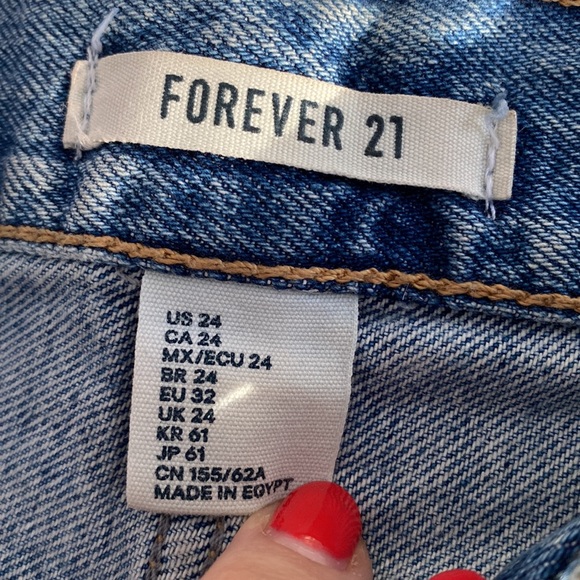 FOREVER 21
US 24
CA 24
MX/ECU 24
BR 24
EU 32
UK 24
KR 61
JP 61
CN 155/62A
MADE IN EGYPT